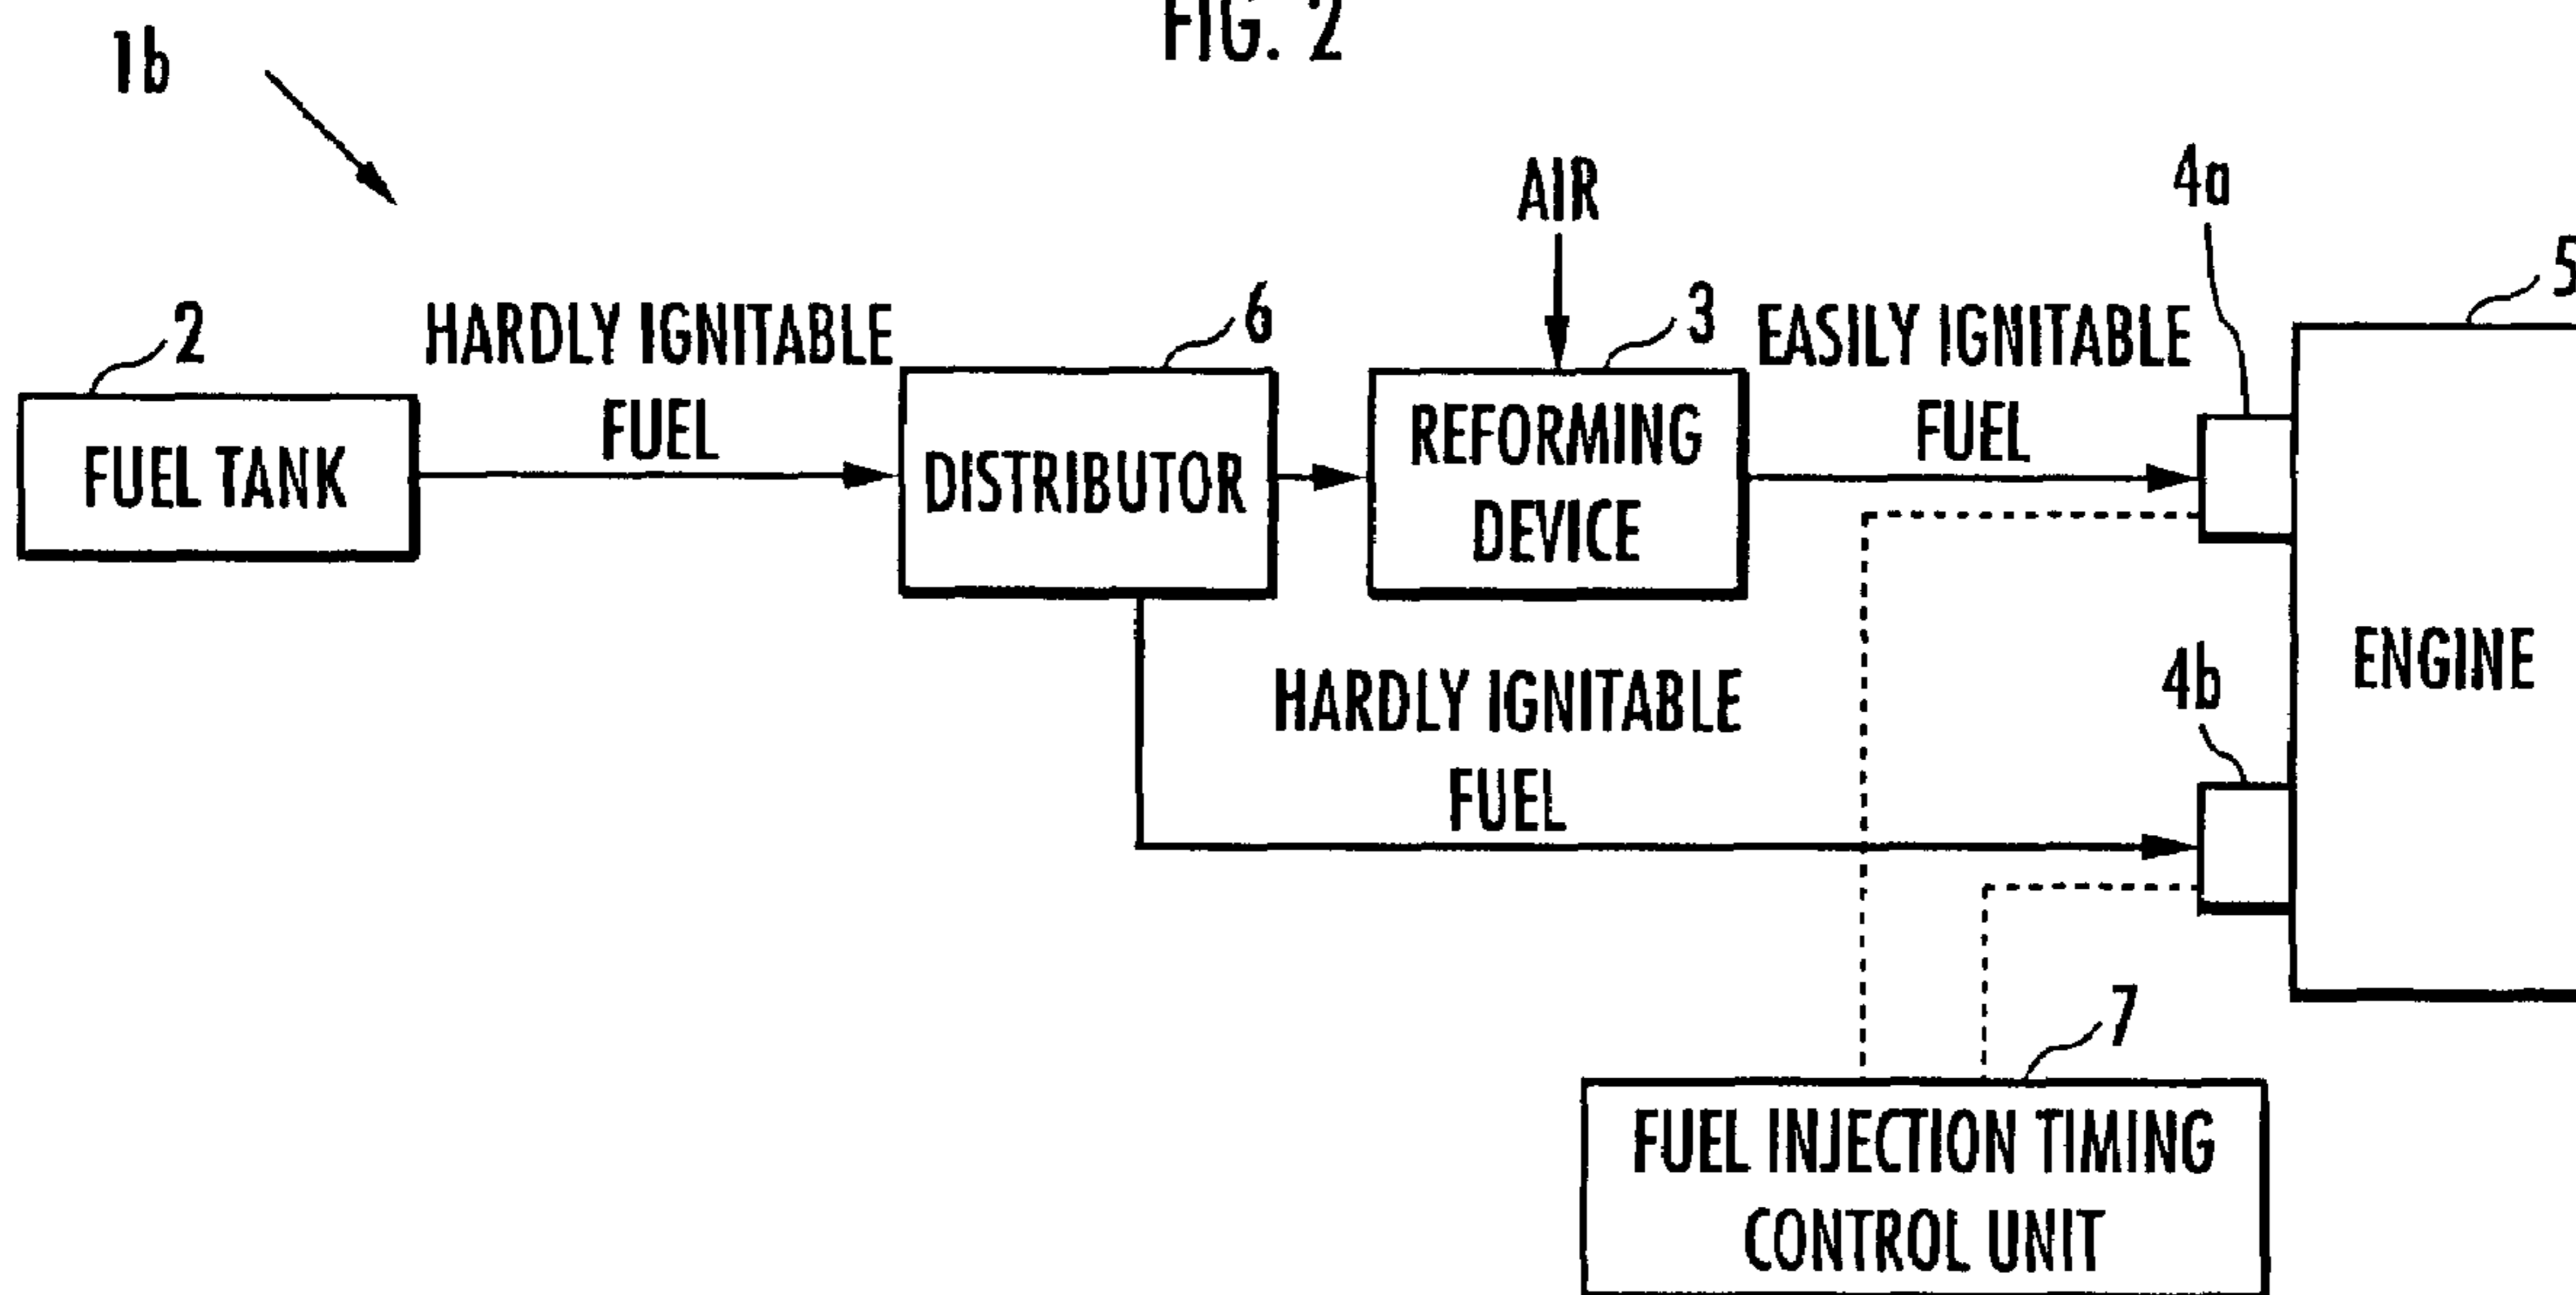 FIG. 2
1b
AIR
4a
5
2
HARDLY IGNITABLE
FUEL
6
3
EASILY IGNITABLE
FUEL
FUEL TANK
DISTRIBUTOR
REFORMING
DEVICE
HARDLY IGNITABLE
FUEL
4b
ENGINE
7
FUEL INJECTION TIMING
CONTROL UNIT